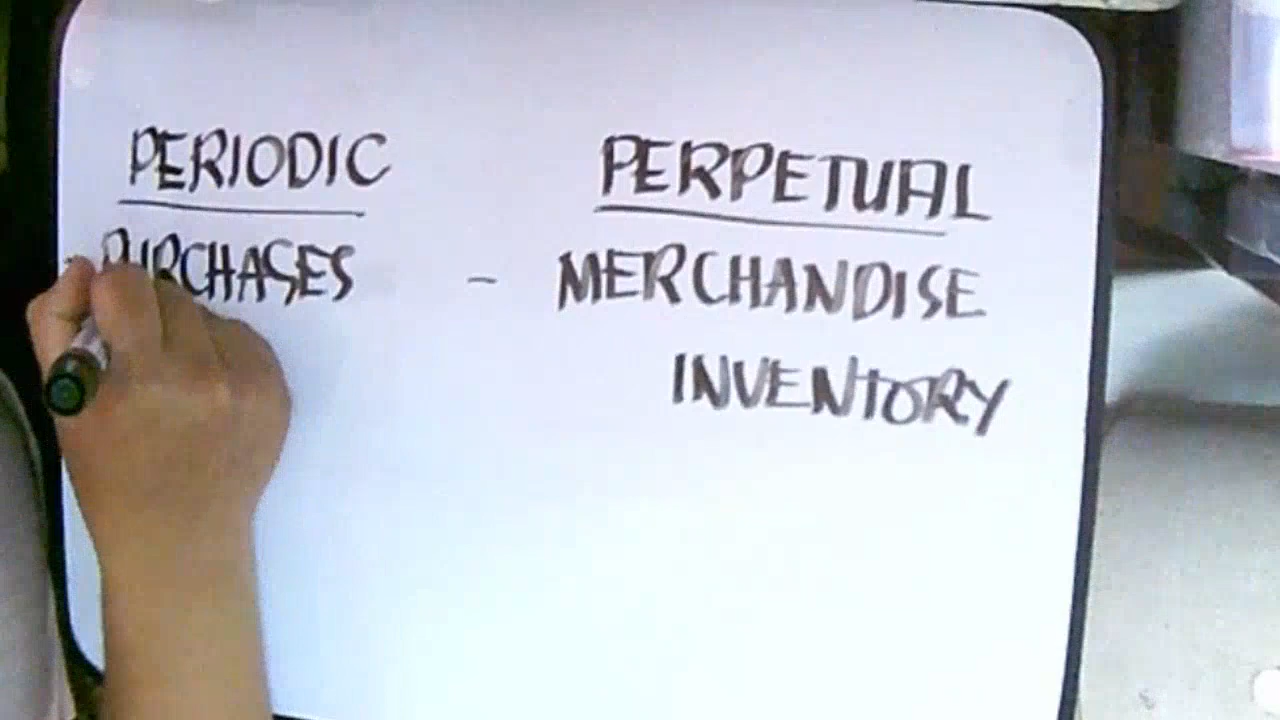 PERIODIC
PERPETUAL
- PURCHASES
- MERCHANDISE
INVENTORY